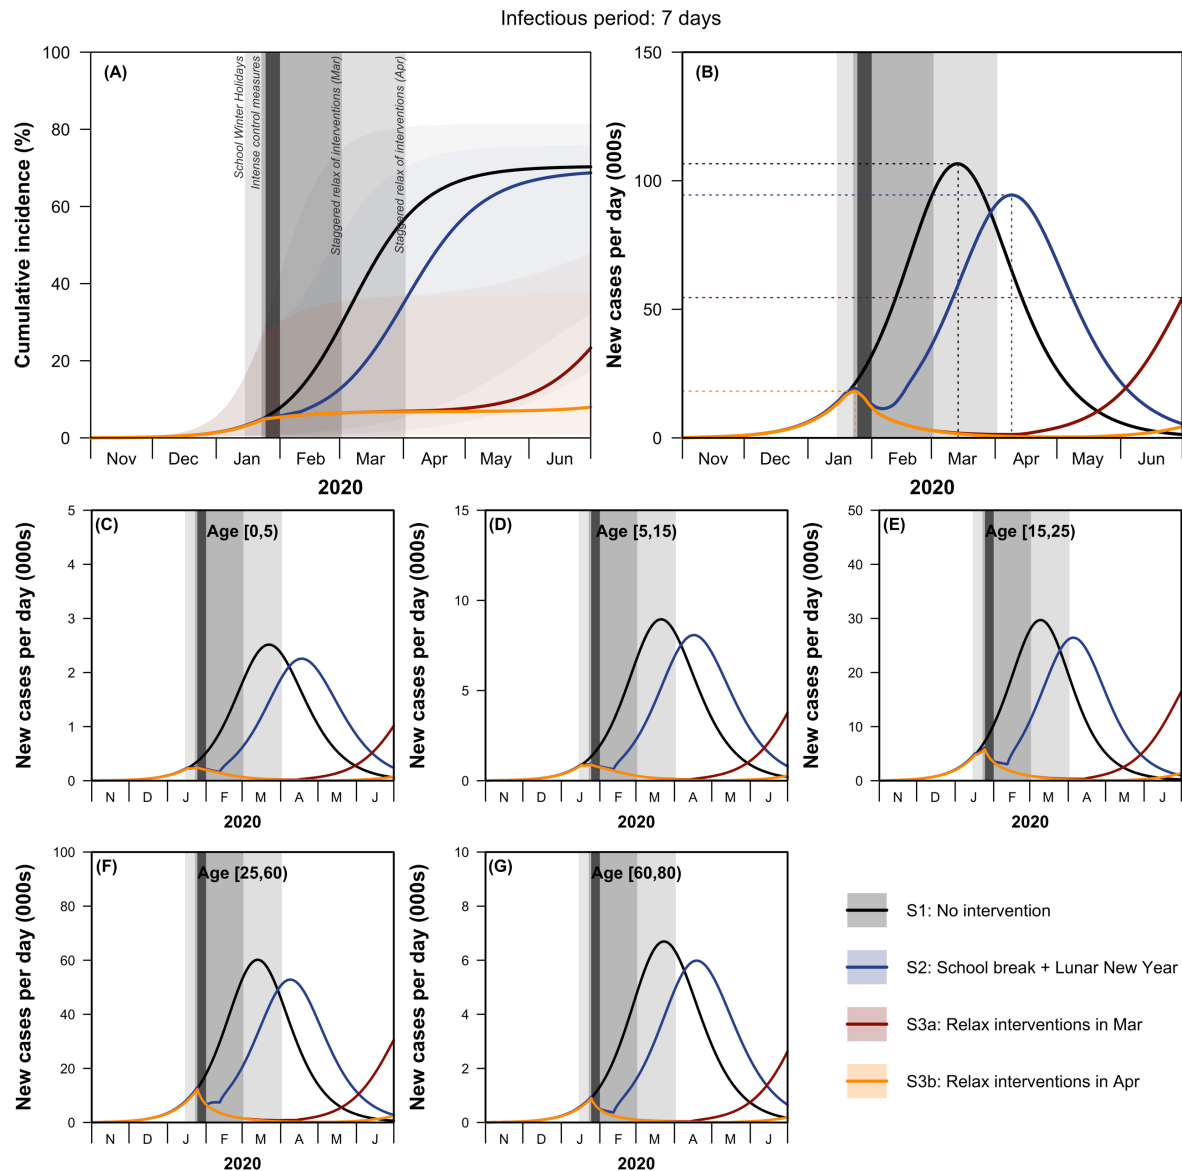 Infectious period: 7 days
(A)
Cumulative incidence (%)
100
80
60
40
20
0
School Winter Holidays
Intense control measures
Staggered relax of interventions (Mar)
Staggered relax of interventions (Apr)
Nov Dec Jan Feb Mar Apr May Jun
2020
(B)
New cases per day (000s)
150
100
50
0
Nov Dec Jan Feb Mar Apr May Jun
2020
(C)
Age [0,5)
New cases per day (000s)
5
4
3
2
1
0
N D J F M A M J
2020
(D)
Age [5,15)
New cases per day (000s)
15
10
5
0
N D J F M A M J
2020
(E)
Age [15,25)
New cases per day (000s)
50
40
30
20
10
0
N D J F M A M J
2020
(F)
Age [25,60)
New cases per day (000s)
100
80
60
40
20
0
N D J F M A M J
2020
(G)
Age [60,80)
New cases per day (000s)
10
8
6
4
2
0
N D J F M A M J
2020
S1: No intervention
S2: School break + Lunar New Year
S3a: Relax interventions in Mar
S3b: Relax interventions in Apr